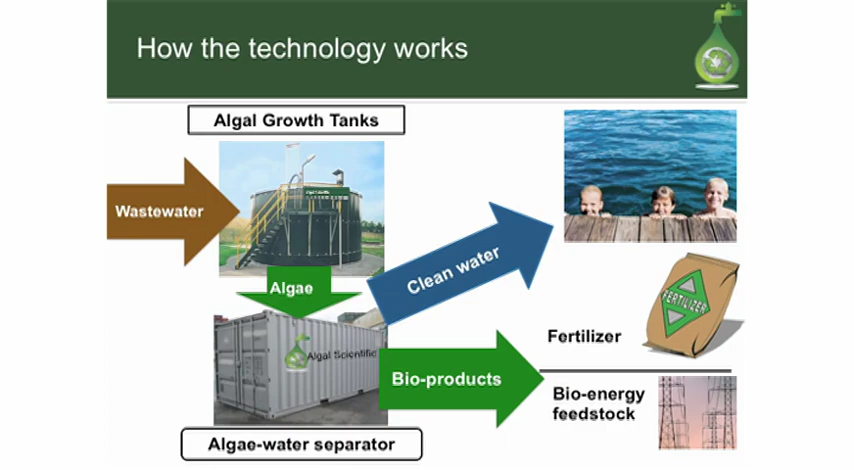 How the technology works
Algal Growth Tanks
Wastewater
Algae
Clean water
Algal Scientific
Bio-products
Algae-water separator
FERTILIZER
Fertilizer
Bio-energy
feedstock